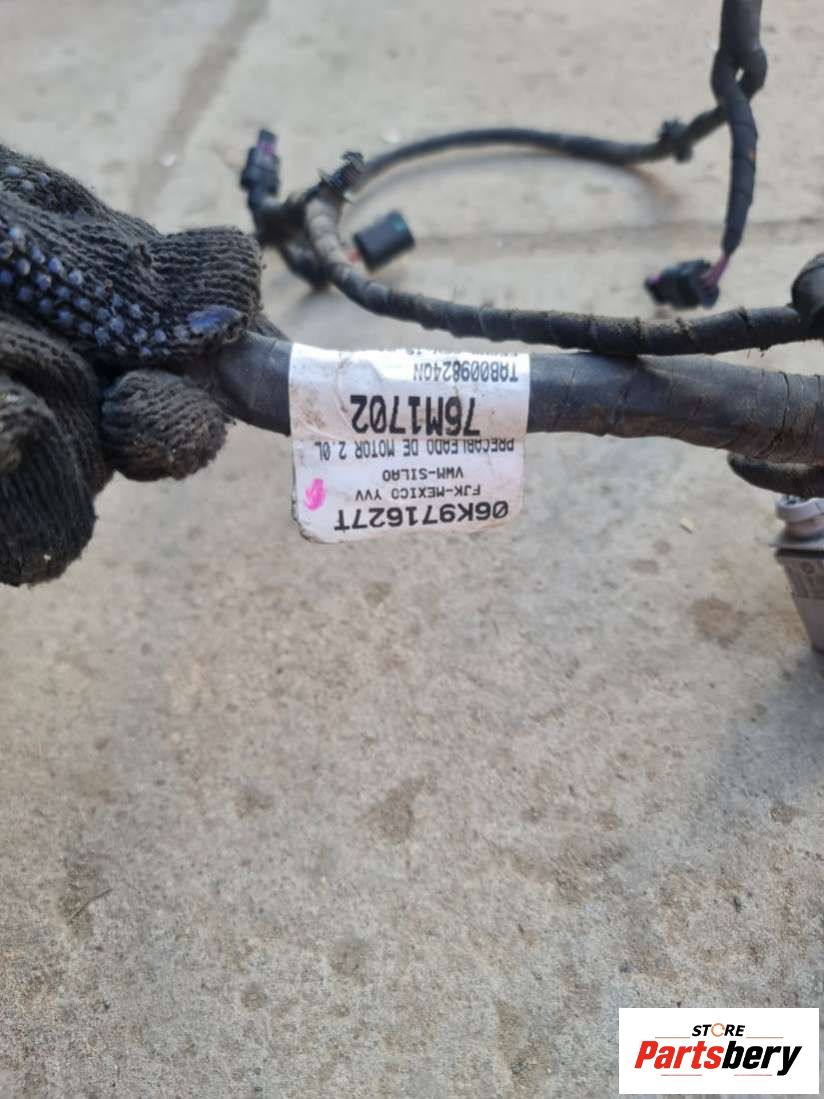 06K971627T
FJK-MEXICO YVV
VWM-SILAO
PRECABLEADO DE MOTOR 2.0L
76M1702
TAB0098240N
STORE
Partsbery